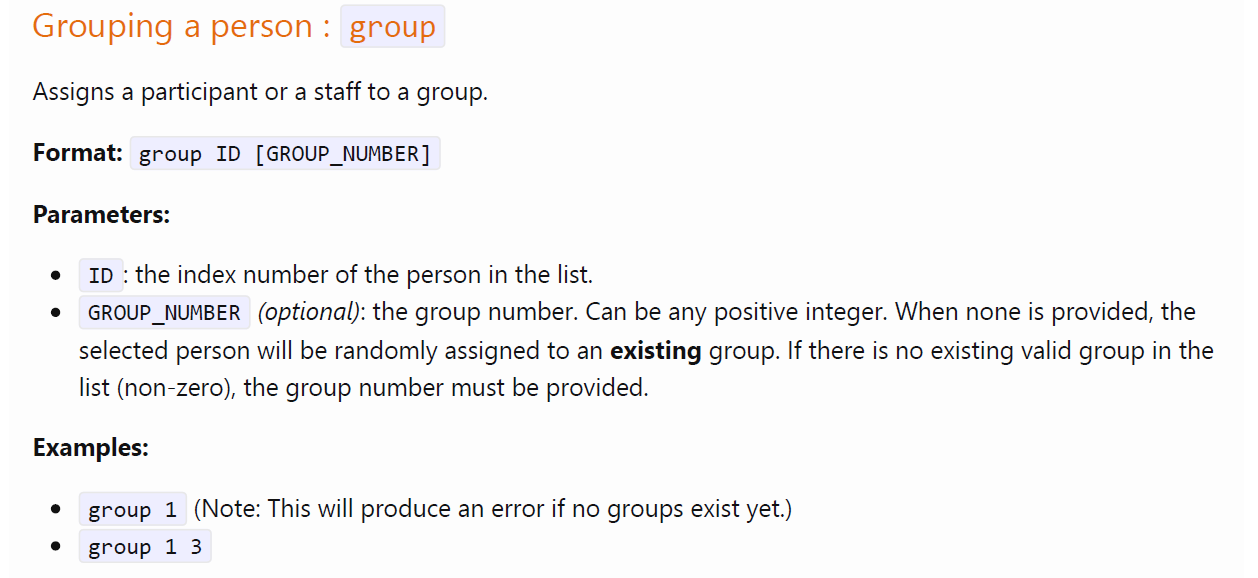 Grouping a person : group
Assigns a participant or a staff to a group.
Format: group ID [GROUP_NUMBER]
Parameters:
• ID : the index number of the person in the list.
• GROUP_NUMBER (optional): the group number. Can be any positive integer. When none is provided, the
selected person will be randomly assigned to an existing group. If there is no existing valid group in the
list (non-zero), the group number must be provided.
Examples:
• group 1 (Note: This will produce an error if no groups exist yet.)
• group 1 3